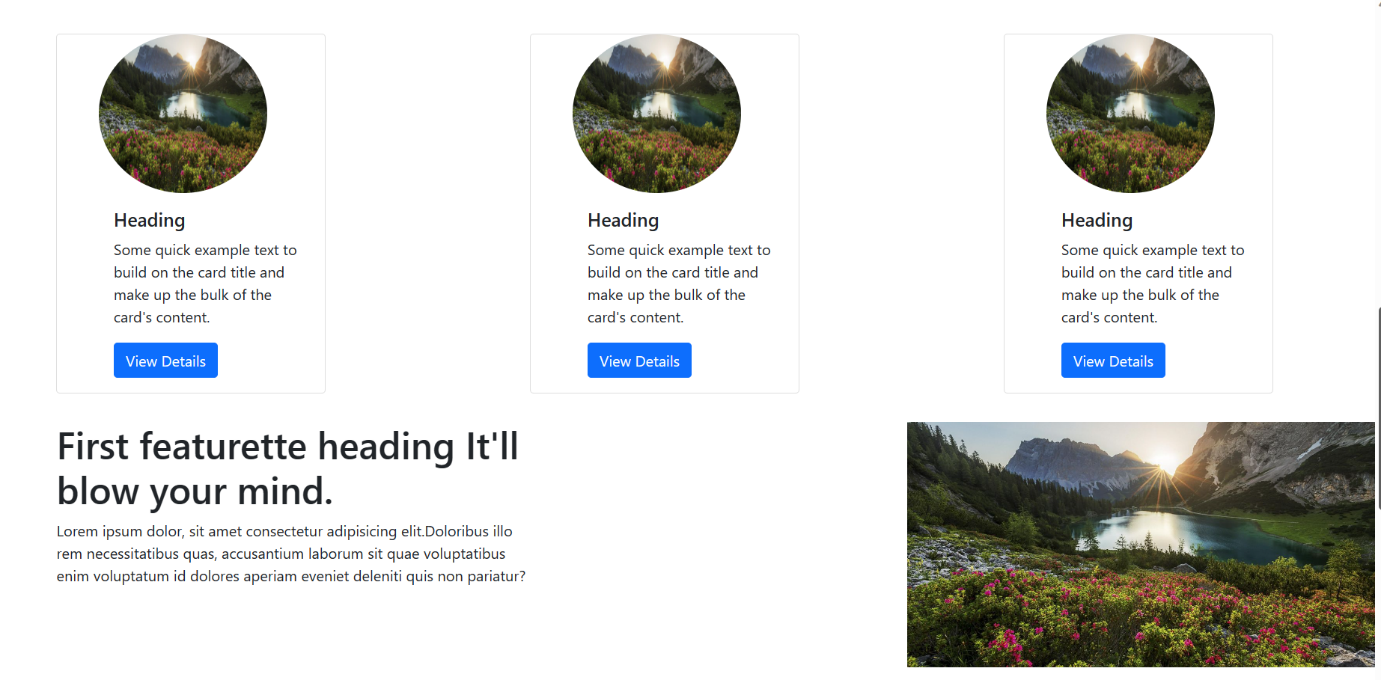 Heading
Some quick example text to
build on the card title and
make up the bulk of the
card's content.
View Details
Heading
Some quick example text to
build on the card title and
make up the bulk of the
card's content.
View Details
Heading
Some quick example text to
build on the card title and
make up the bulk of the
card's content.
View Details
First featurette heading It'll
blow your mind.
Lorem ipsum dolor, sit amet consectetur adipisicing elit.Doloribus illo
rem necessitatibus quas, accusantium laborum sit quae voluptatibus
enim voluptatum id dolores aperiam eveniet deleniti quis non pariatur?